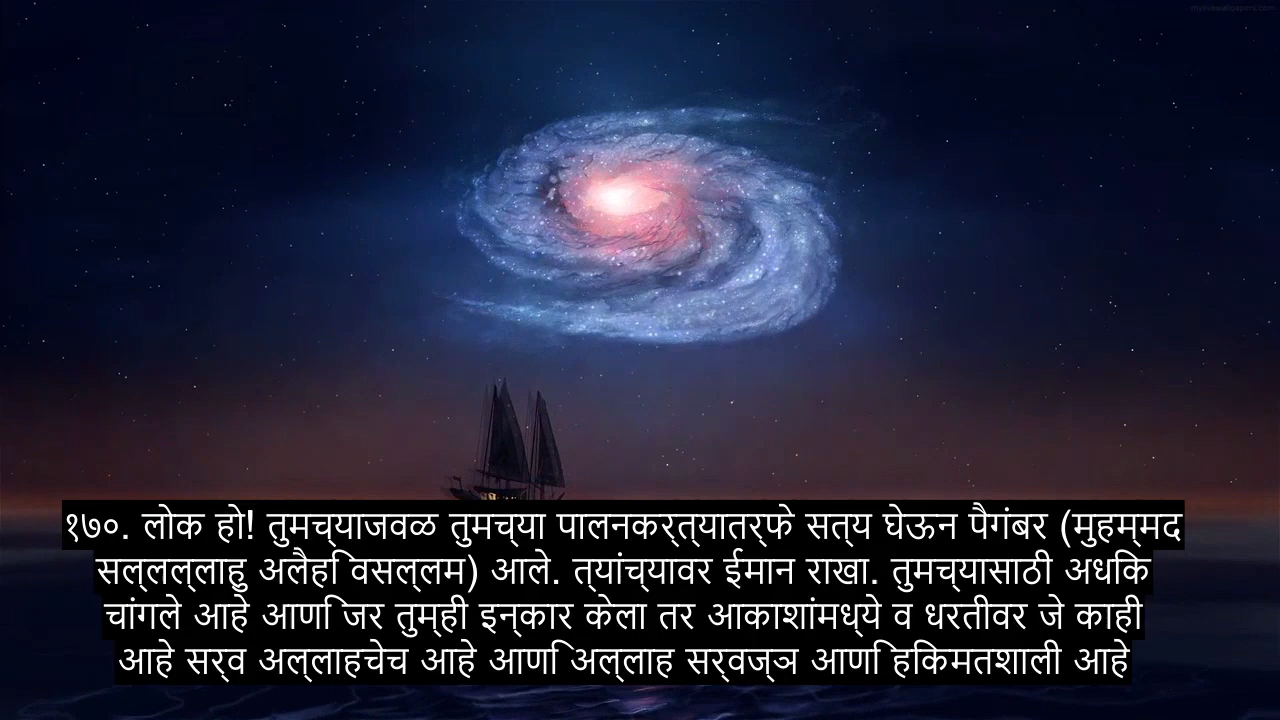 mysvawallpapers.com
१७०. लोक हो! तुमच्याजवळ तुमच्या पालनकर्त्यातर्फे सत्य घेऊन पैगंबर (मुहम्मद
सल्लल्लाहु अलैहि वसल्लम) आले. त्यांच्यावर ईमान राखा. तुमच्यासाठी अधिक
चांगले आहे आणि जर तुम्ही इन्कार केला तर आकाशांमध्ये व धरतीवर जे काही
आहे सर्व अल्लाहचेच आहे आणि अल्लाह सर्वज्ञ आणि हिकमतशाली आहे